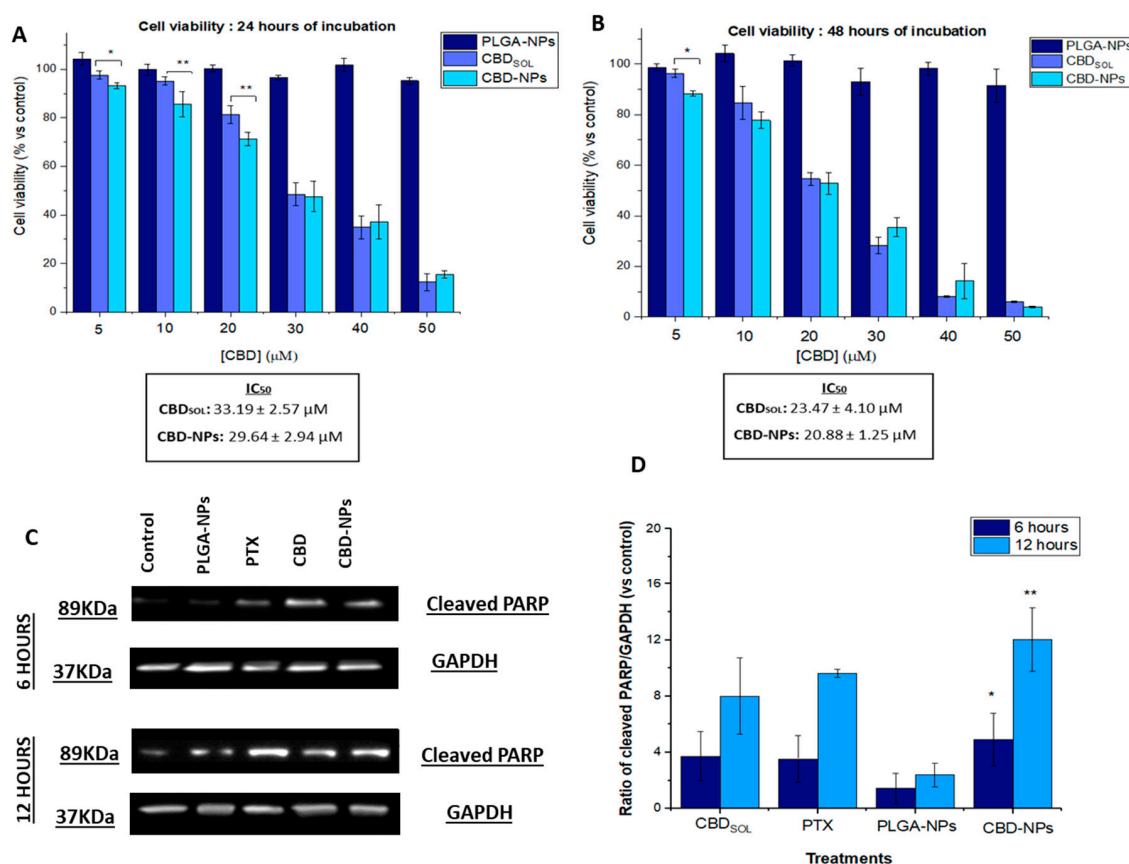 A
Cell viability : 24 hours of incubation
PLGA-NPs
CBDSOL
CBD-NPs
*
**
**
Cell viability (% vs control)
100
80
60
40
20
0
5 10 20 30 40 50
[CBD] (μM)
IC50
CBDSOL: 33.19 ± 2.57 μM
CBD-NPs: 29.64 ± 2.94 μM
B
Cell viability : 48 hours of incubation
PLGA-NPs
CBDSOL
CBD-NPs
*
Cell viability (% vs control)
100
80
60
40
20
0
5 10 20 30 40 50
[CBD] (μM)
IC50
CBDSOL: 23.47 ± 4.10 μM
CBD-NPs: 20.88 ± 1.25 μM
C
Control
PLGA-NPs
PTX
CBD
CBD-NPs
6 HOURS
89KDa
Cleaved PARP
37KDa
GAPDH
12 HOURS
89KDa
Cleaved PARP
37KDa
GAPDH
D
6 hours
12 hours
Ratio of cleaved PARP/GAPDH (vs control)
20
16
12
8
4
0
*
**
CBDSOL PTX PLGA-NPs CBD-NPs
Treatments